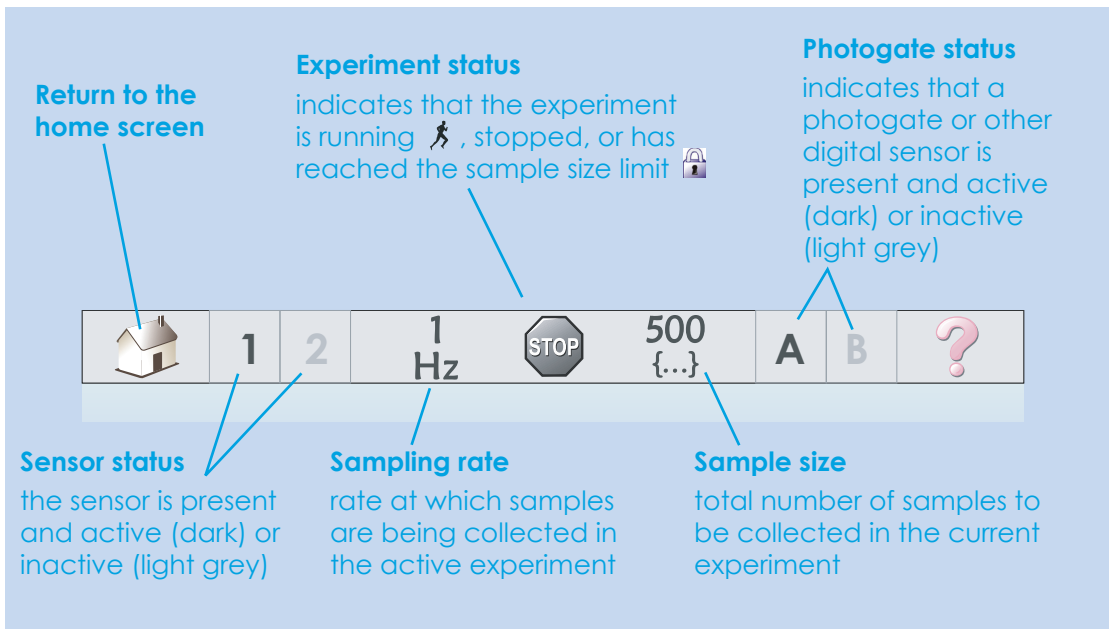 Return to the
home screen
Experiment status
indicates that the experiment
is running , stopped, or has
reached the sample size limit
Photogate status
indicates that a
photogate or other
digital sensor is
present and active
(dark) or inactive
(light grey)
1
2
1
Hz
STOP
500
{...}
A
B
?
Sensor status
the sensor is present
and active (dark) or
inactive (light grey)
Sampling rate
rate at which samples
are being collected in
the active experiment
Sample size
total number of samples to
be collected in the current
experiment